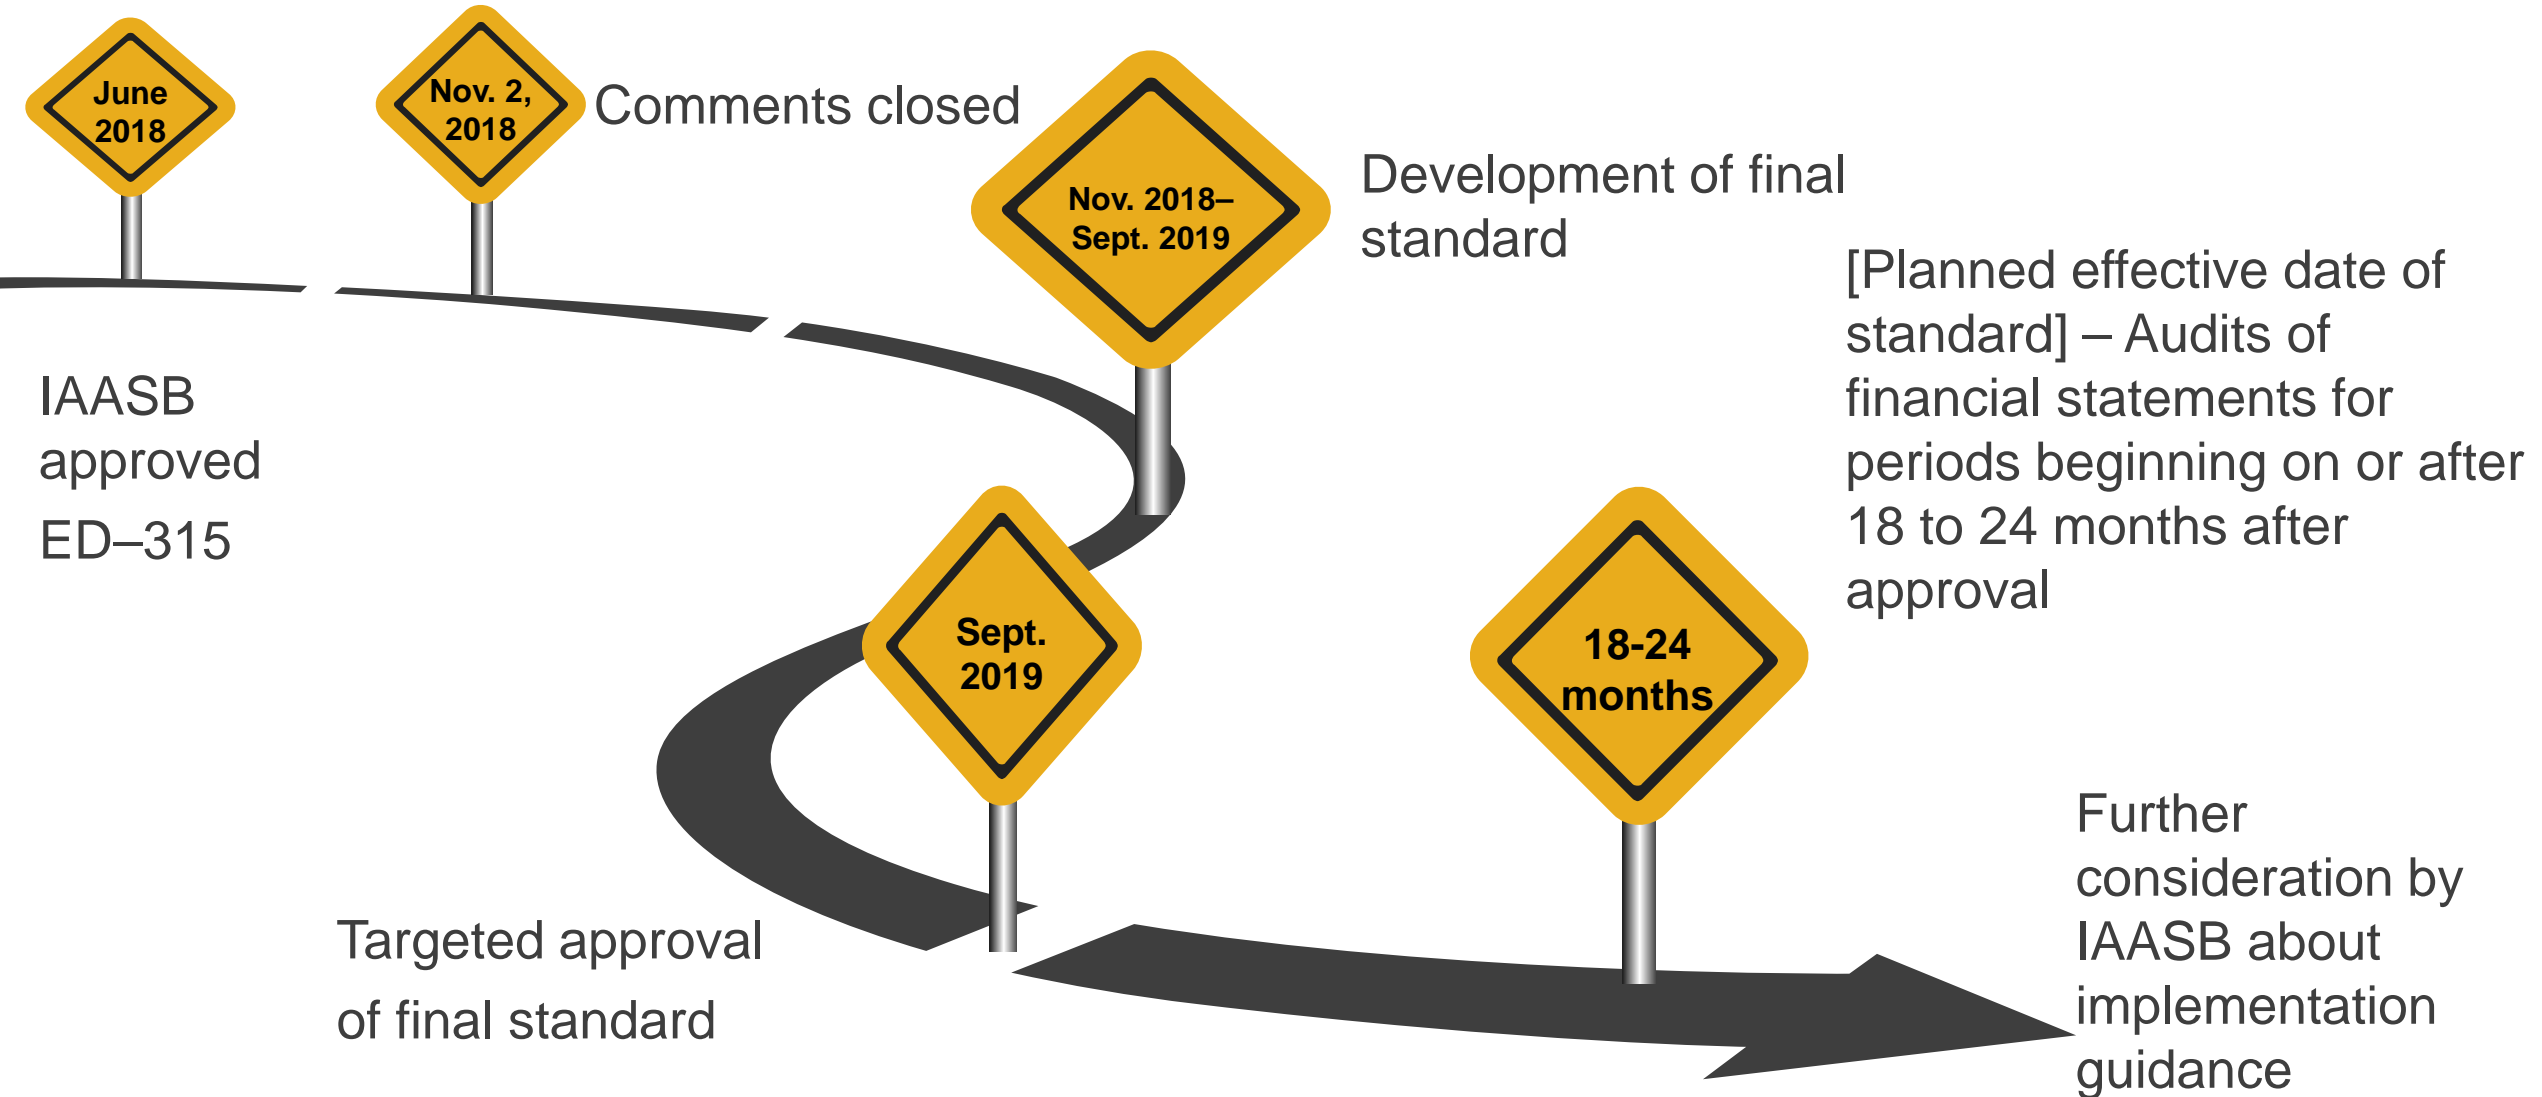 June
2018
IAASB
approved
ED–315
Nov. 2,
2018
Comments closed
Nov. 2018–
Sept. 2019
Development of final
standard
Sept.
2019
Targeted approval
of final standard
18-24
months
[Planned effective date of
standard] – Audits of
financial statements for
periods beginning on or after
18 to 24 months after
approval
Further
consideration by
IAASB about
implementation
guidance